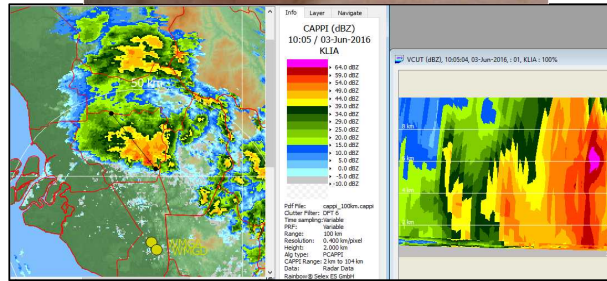 50 km
Info Layer Navigate
CAPPI (dBZ)
10:05 / 03-Jun-2016
KLIA
64.0 dBZ
59.0 dBZ
54.0 dBZ
49.0 dBZ
44.0 dBZ
39.0 dBZ
34.0 dBZ
29.0 dBZ
25.0 dBZ
20.0 dBZ
15.0 dBZ
10.0 dBZ
5.0 dBZ
0.0 dBZ
-5.0 dBZ
-10.0 dBZ
Pdf File: cappi_100km.cappi
Clutter Filter: DFT 6
Time sampling: Variable
PRF: Variable
Range: 100 km
Resolution: 0.400 km/pixel
Height: 2.000 km
Alg type: PCAPPI
CAPPI Range: 2 km to 104 km
Data: Radar Data
Rainbow® Selex ES GmbH
VCUT (dBZ), 10:05:04, 03-Jun-2016, : 01, KLIA : 100%